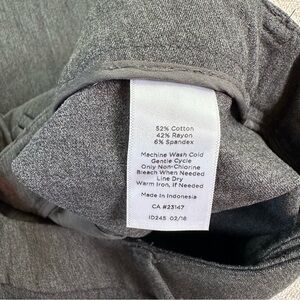 52% Cotton
42% Rayon
6% Spandex
Machine Wash Cold
Gentle Cycle
Only Non-Chlorine
Bleach When Needed
Line Dry
Warm Iron, If Needed
Made In Indonesia
CA #23147
ID245 02/18